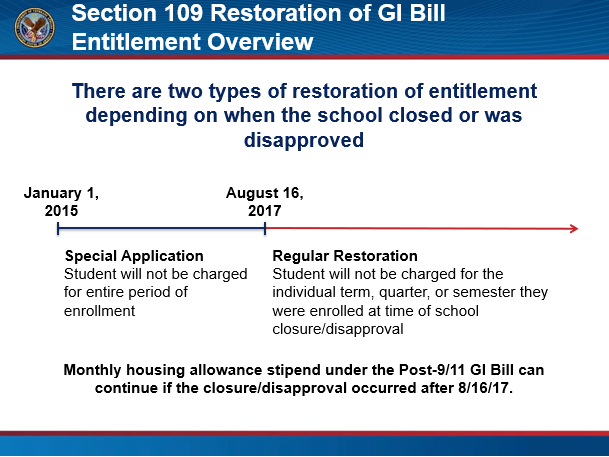 Section 109 Restoration of GI Bill
Entitlement Overview
There are two types of restoration of entitlement
depending on when the school closed or was
disapproved
January 1,
2015
August 16,
2017
Special Application
Student will not be charged
for entire period of
enrollment
Regular Restoration
Student will not be charged for the
individual term, quarter, or semester they
were enrolled at time of school
closure/disapproval
Monthly housing allowance stipend under the Post-9/11 GI Bill can
continue if the closure/disapproval occurred after 8/16/17.